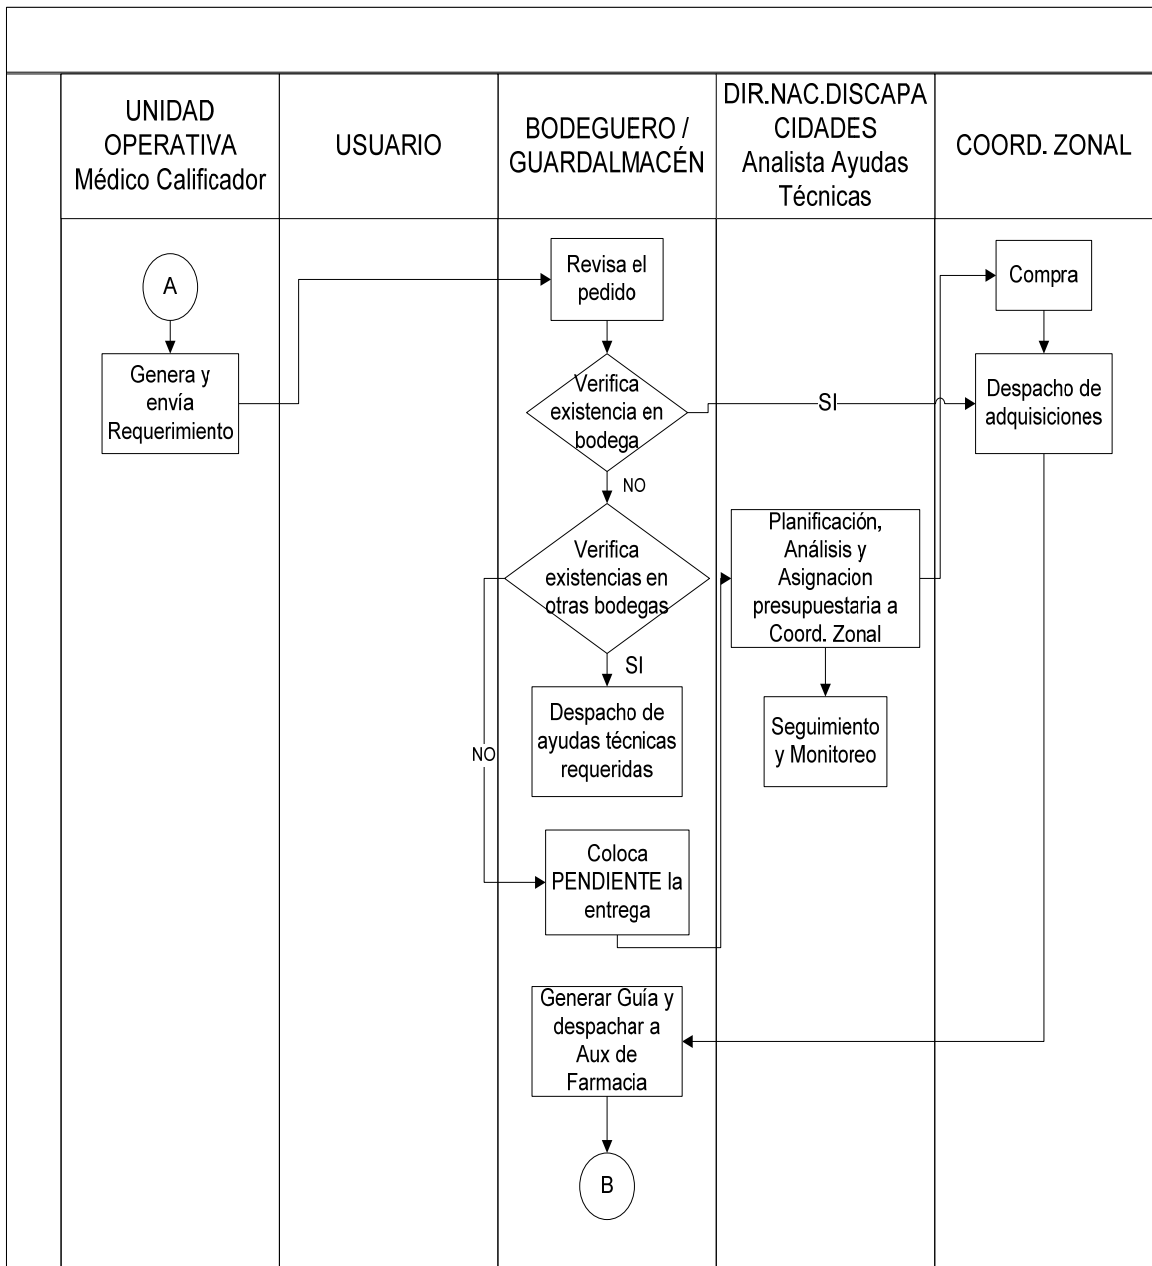 UNIDAD
OPERATIVA
Médico Calificador
USUARIO
BODEGUERO /
GUARDALMACÉN
DIR.NAC.DISCAPA
CIDADES
Analista Ayudas
Técnicas
COORD. ZONAL
A
Genera y
envía
Requerimiento
Revisa el
pedido
Verifica
existencia en
bodega
SI
NO
Verifica
existencias en
otras bodegas
SI
NO
Despacho de
ayudas técnicas
requeridas
Coloca
PENDIENTE la
entrega
Generar Guía y
despachar a
Aux de
Farmacia
B
Planificación,
Análisis y
Asignacion
presupuestaria a
Coord. Zonal
Seguimiento
y Monitoreo
Compra
Despacho de
adquisiciones